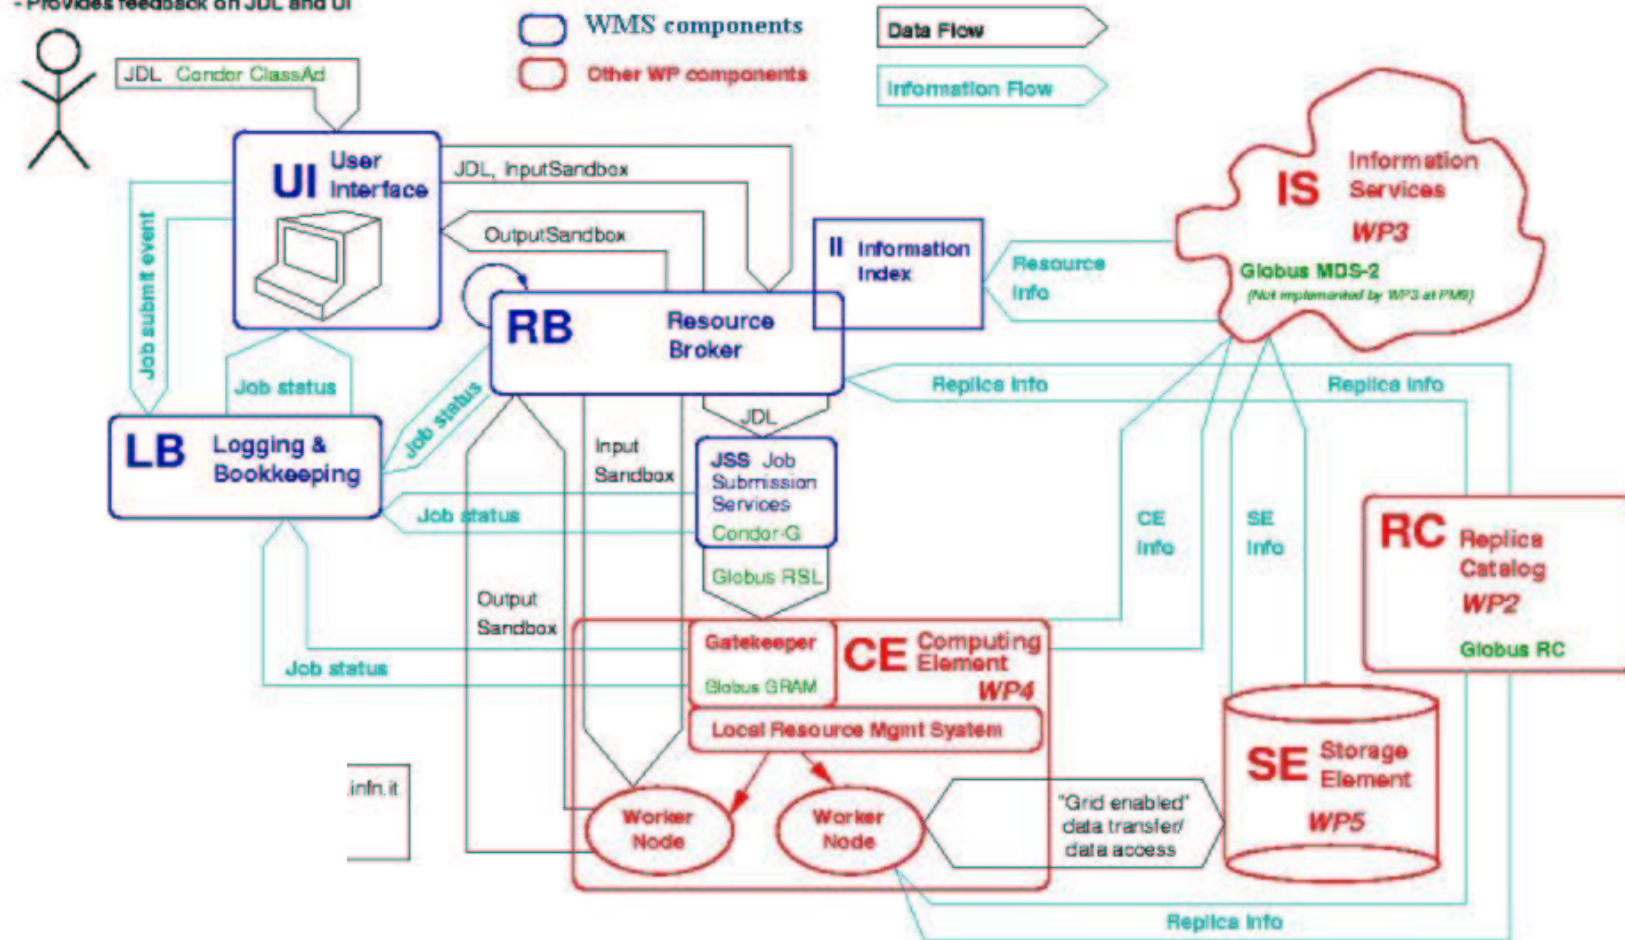 - Provides feedback on JDL and UI
WMS components
Other WP components
Data Flow
Information Flow
JDL Condor ClassAd
UI
User
Interface
JDL, InputSandbox
OutputSandbox
Job submit event
II Information
Index
Resource
Info
IS
Information
Services
WP3
Globus MDS-2
(Not implemented by WP3 at PM9)
RB
Resource
Broker
Job status
Job status
Replica Info
Replica Info
LB
Logging &
Bookkeeping
JDL
Input
Sandbox
JSS Job
Submission
Services
Condor-G
Job status
Globus RSL
CE
Info
SE
Info
RC
Replica
Catalog
WP2
Globus RC
Output
Sandbox
Job status
Gatekeeper
Globus GRAM
CE
Computing
Element
WP4
Local Resource Mgmt System
Worker
Node
Worker
Node
"Grid enabled"
data transfer/
data access
SE
Storage
Element
WP5
.infn.it
Replica Info